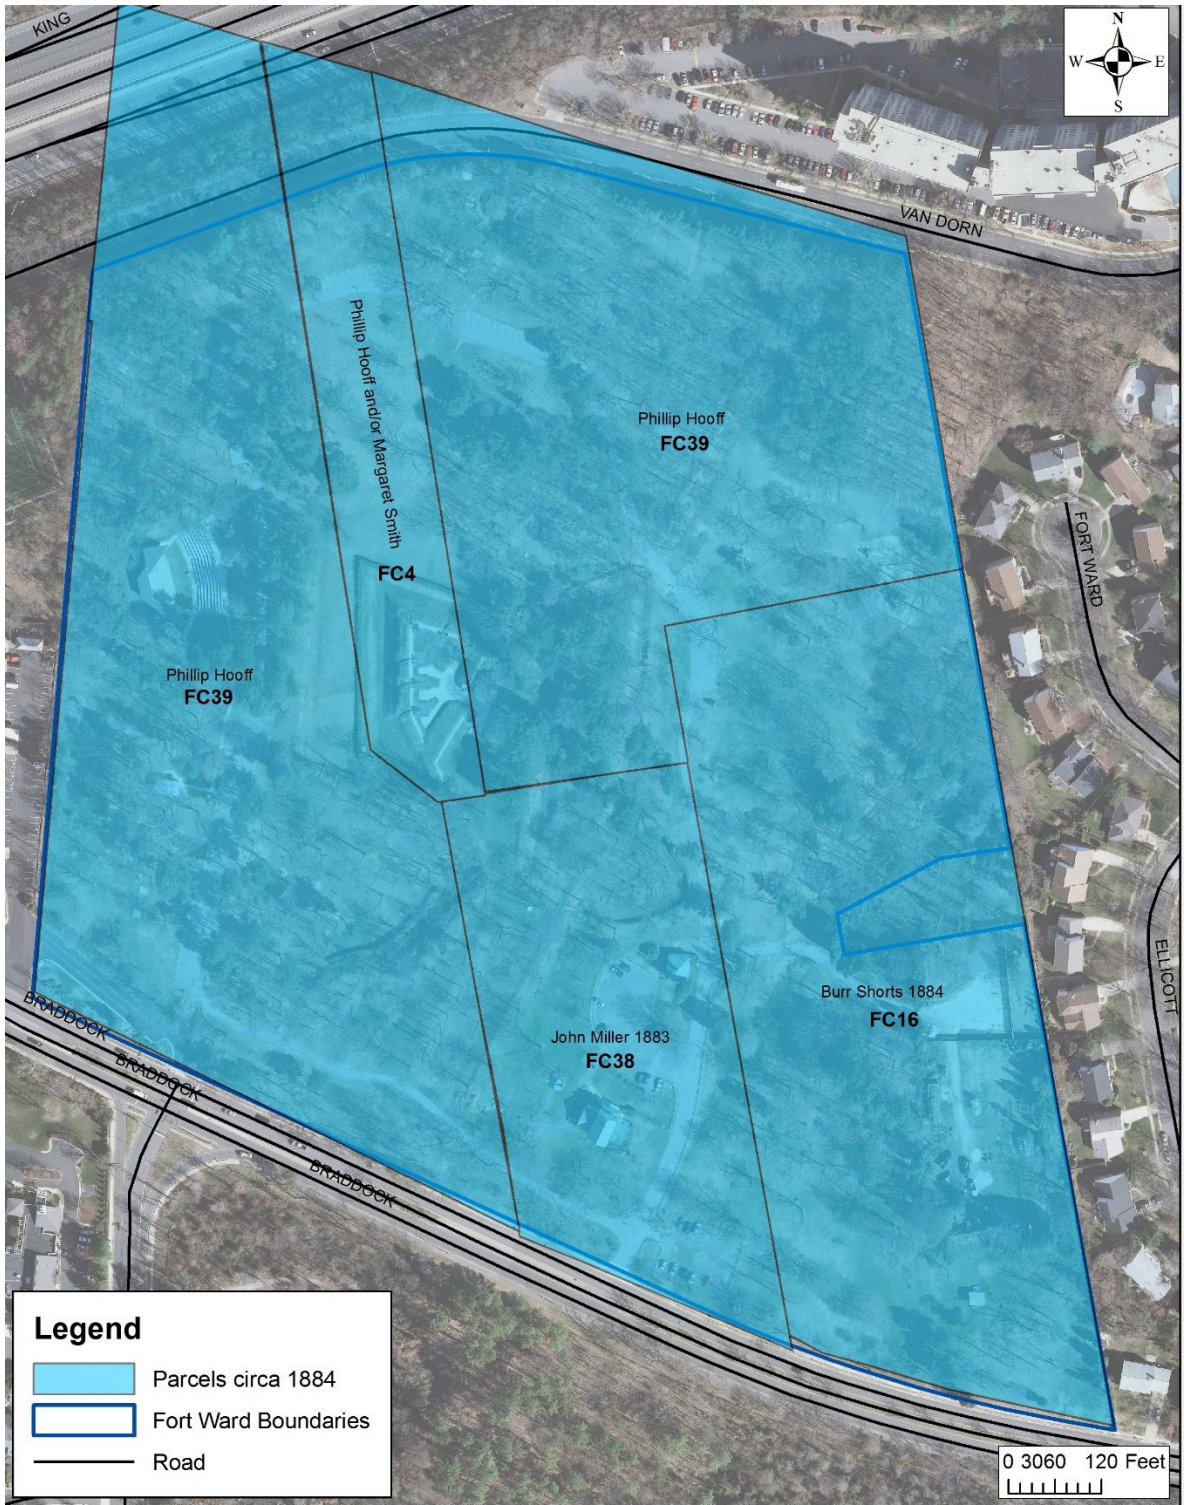 KING
N
W E
S
VAN DORN
Phillip Hooff and/or Margaret Smith
FC4
Phillip Hooff
FC39
FORT WARD
Phillip Hooff
FC39
ELLICOTT
Burr Shorts 1884
FC16
John Miller 1883
FC38
BRADDOCK
BRADDOCK
BRADDOCK
Legend
Parcels circa 1884
Fort Ward Boundaries
Road
0 3060 120 Feet